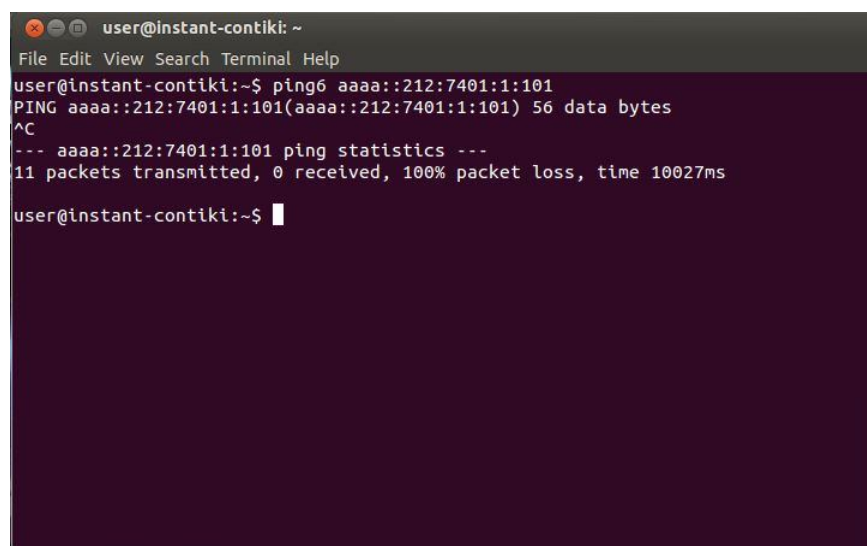 user@instant-contiki: ~
File Edit View Search Terminal Help
user@instant-contiki:~$ ping6 aaaa::212:7401:1:101
PING aaaa::212:7401:1:101(aaaa::212:7401:1:101) 56 data bytes
^C
--- aaaa::212:7401:1:101 ping statistics ---
11 packets transmitted, 0 received, 100% packet loss, time 10027ms
user@instant-contiki:~$